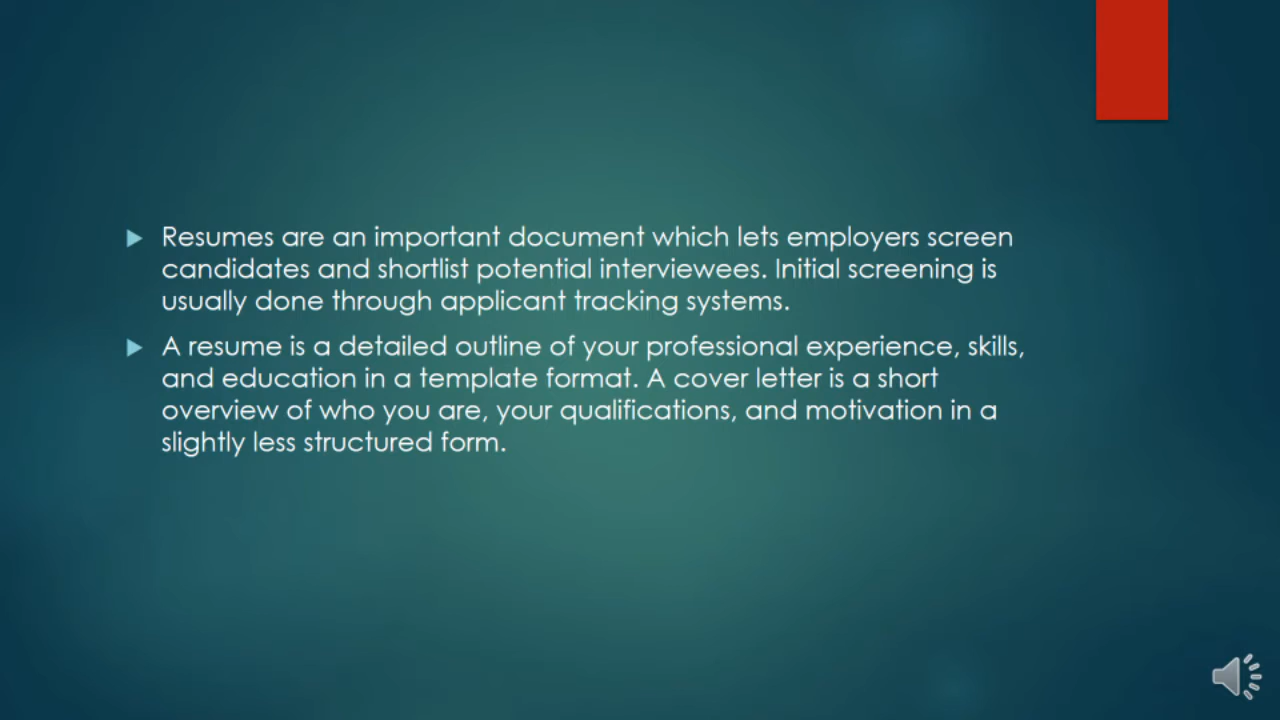 Resumes are an important document which lets employers screen
candidates and shortlist potential interviewees. Initial screening is
usually done through applicant tracking systems.
A resume is a detailed outline of your professional experience, skills,
and education in a template format. A cover letter is a short
overview of who you are, your qualifications, and motivation in a
slightly less structured form.